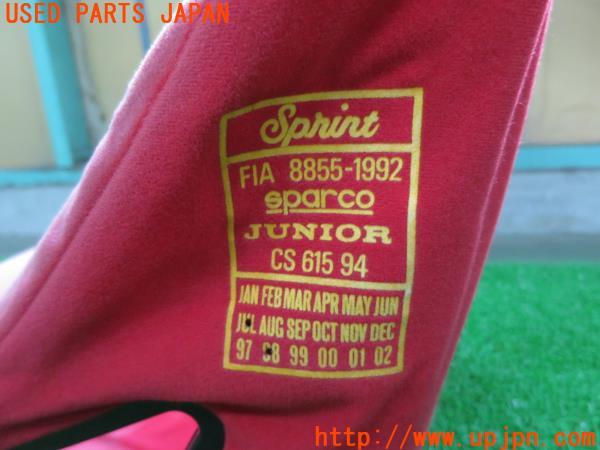 USED PARTS JAPAN
Sprint
FIA 8855-1992
sparco
JUNIOR
CS 615 94
JAN FEB MAR APR MAY JUN
JUL AUG SEP OCT NOV DEC
97 98 99 00 01 02
http://www.upjpn.com/